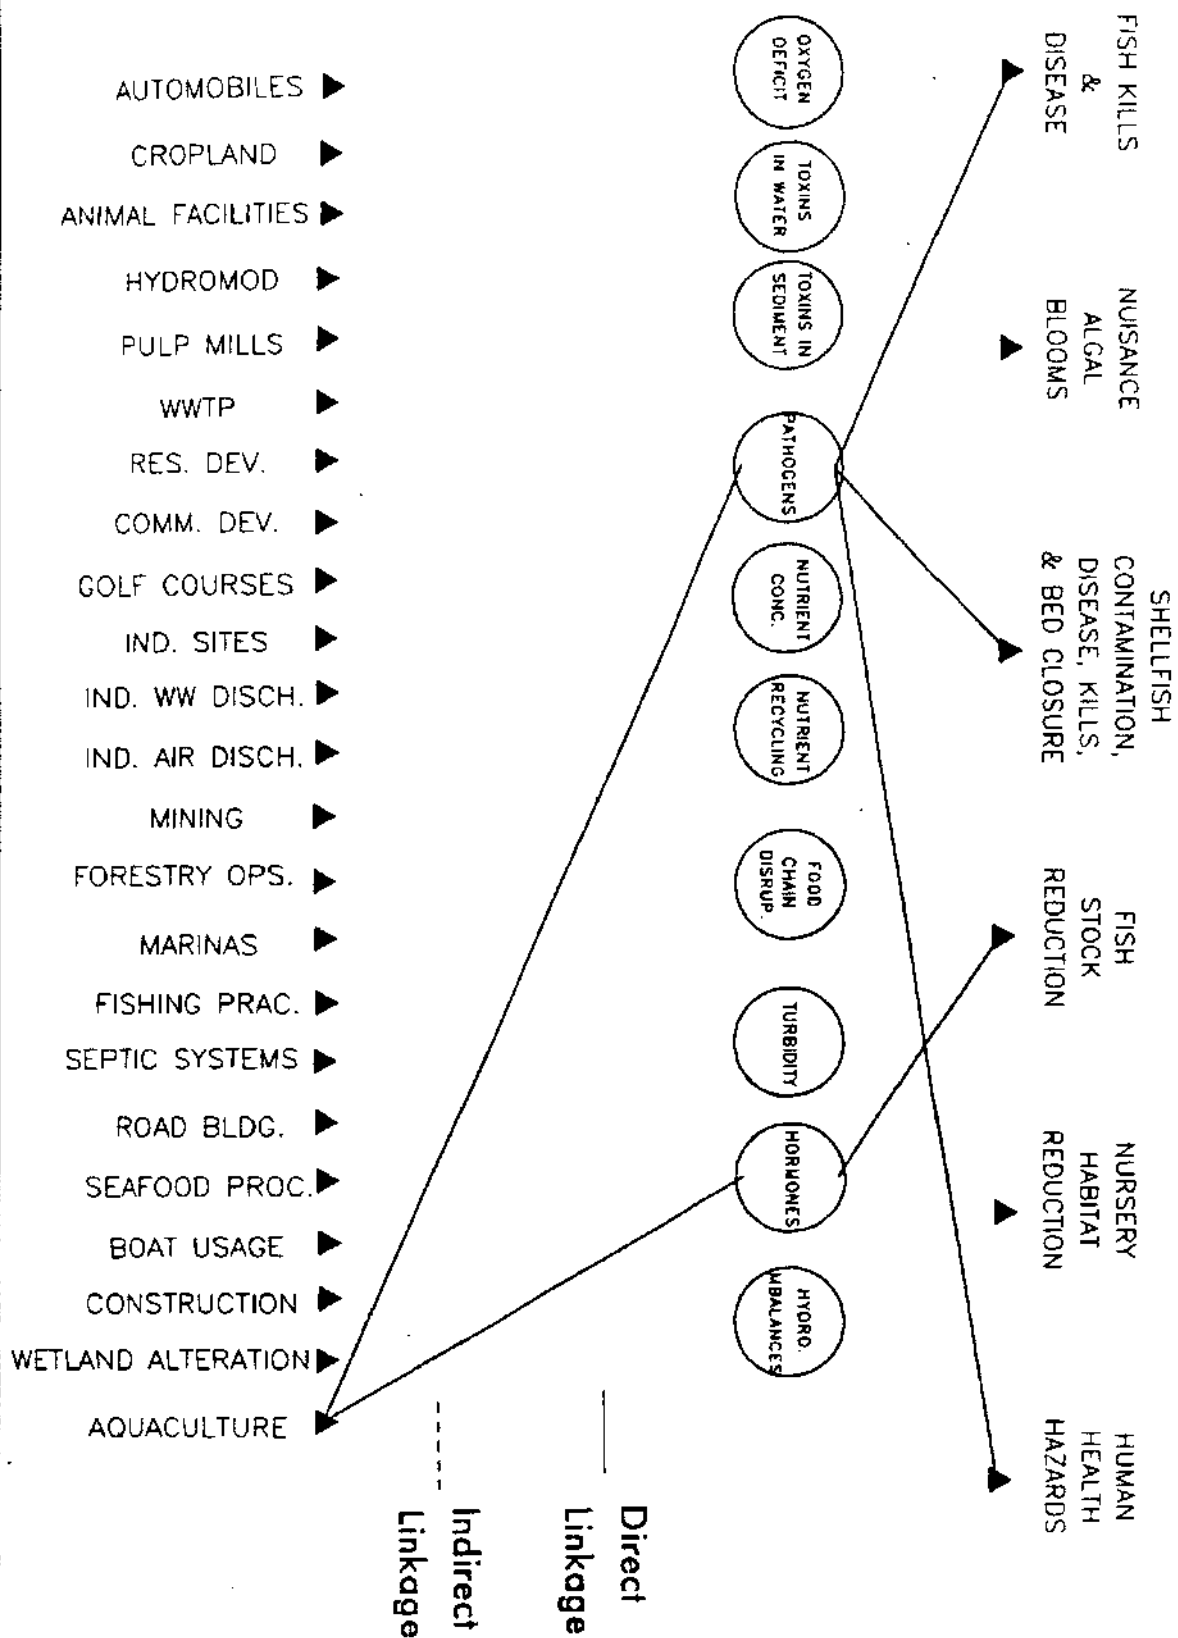 AUTOMOBILES
CROPLAND
ANIMAL FACILITIES
HYDROMOD
PULP MILLS
WWTP
RES. DEV.
COMM. DEV.
GOLF COURSES
IND. SITES
IND. WW DISCH.
IND. AIR DISCH.
MINING
FORESTRY OPS.
MARINAS
FISHING PRAC.
SEPTIC SYSTEMS
ROAD BLDG.
SEAFOOD PROC.
BOAT USAGE
CONSTRUCTION
WETLAND ALTERATION
AQUACULTURE
OXYGEN
DEFICIT
TOXINS
IN WATER
TOXINS IN
SEDIMENT
PATHOGENS
NUTRIENT
CONC.
NUTRIENT
RECYCLING
FOOD
CHAIN
DISRUP.
TURBIDITY
HORMONES
HYDRO.
MBALANCES
FISH KILLS
&
DISEASE
NUISANCE
ALGAL
BLOOMS
SHELLFISH
CONTAMINATION,
DISEASE, KILLS,
& BED CLOSURE
FISH
STOCK
REDUCTION
NURSERY
HABITAT
REDUCTION
HUMAN
HEALTH
HAZARDS
Direct
Linkage
Indirect
Linkage